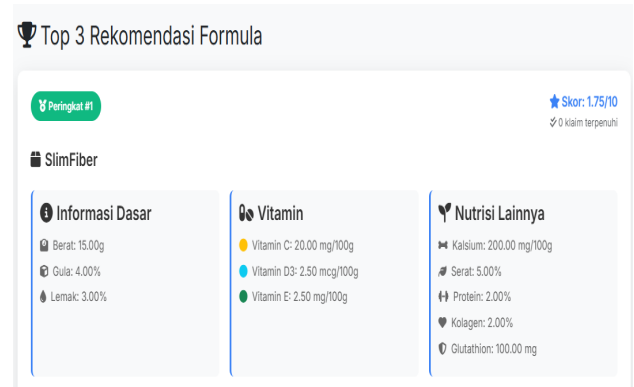 Top 3 Rekomendasi Formula
Peringkat #1
Skor: 1.75/10
0 klaim terpenuhi
SlimFiber
Informasi Dasar
Berat: 15.00g
Gula: 4.00%
Lemak: 3.00%
Vitamin
Vitamin C: 20.00 mg/100g
Vitamin D3: 2.50 mcg/100g
Vitamin E: 2.50 mg/100g
Nutrisi Lainnya
Kalsium: 200.00 mg/100g
Serat: 5.00%
Protein: 2.00%
Kolagen: 2.00%
Glutathion: 100.00 mg